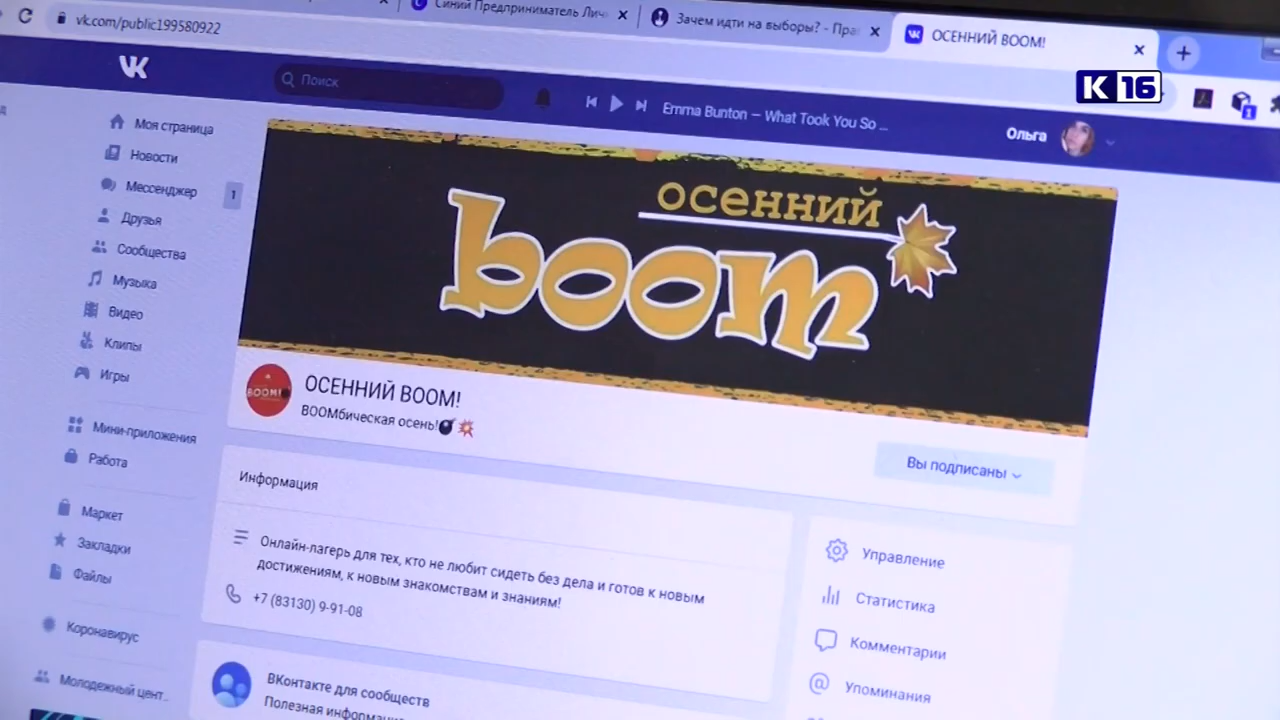 Синий Предприниматель Лич
Зачем идти на выборы? - Пра
ОСЕННИЙ BOOM!
vk.com/public199580922
K 16
1
Поиск
Emma Bunton – What Took You So ...
Ольга
Моя страница
Новости
Мессенджер
1
Друзья
Сообщества
Музыка
Видео
Клипы
Игры
Мини-приложения
Работа
Маркет
Закладки
Файлы
Коронавирус
Молодежный цент..
осенний
boom
BOOM!
ОСЕННИЙ BOOM!
BOOMбическая осень!
Вы подписаны
Информация
Онлайн-лагерь для тех, кто не любит сидеть без дела и готов к новым
достижениям, к новым знакомствам и знаниям!
+7 (83130) 9-91-08
ВКонтакте для сообществ
Полезная информац
Управление
Статистика
Комментарии
Упоминания